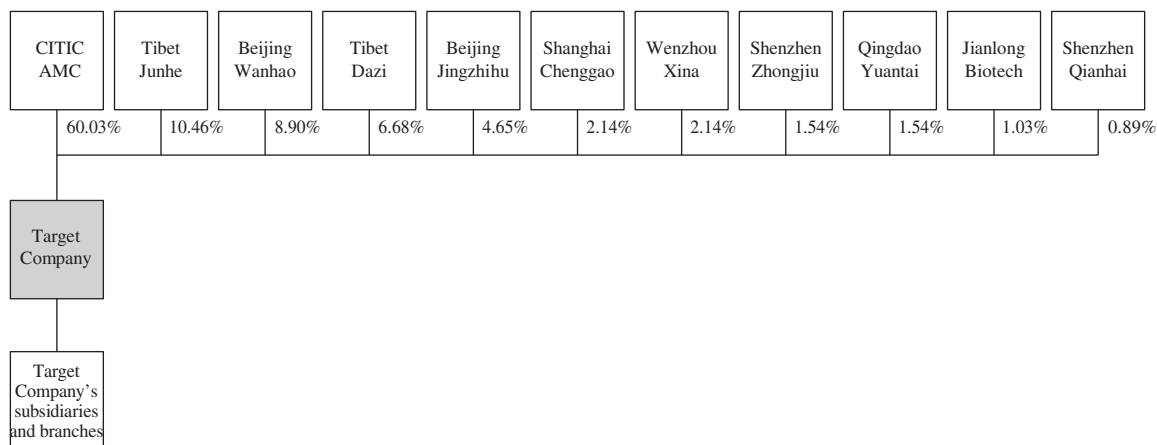 CITIC
AMC
Tibet
Junhe
Beijing
Wanhao
Tibet
Dazi
Beijing
Jingzhihu
Shanghai
Chenggao
Wenzhou
Xina
Shenzhen
Zhongjiu
Qingdao
Yuantai
Jianlong
Biotech
Shenzhen
Qianhai
60.03%
10.46%
8.90%
6.68%
4.65%
2.14%
2.14%
1.54%
1.54%
1.03%
0.89%
Target
Company
Target
Company’s
subsidiaries
and branches